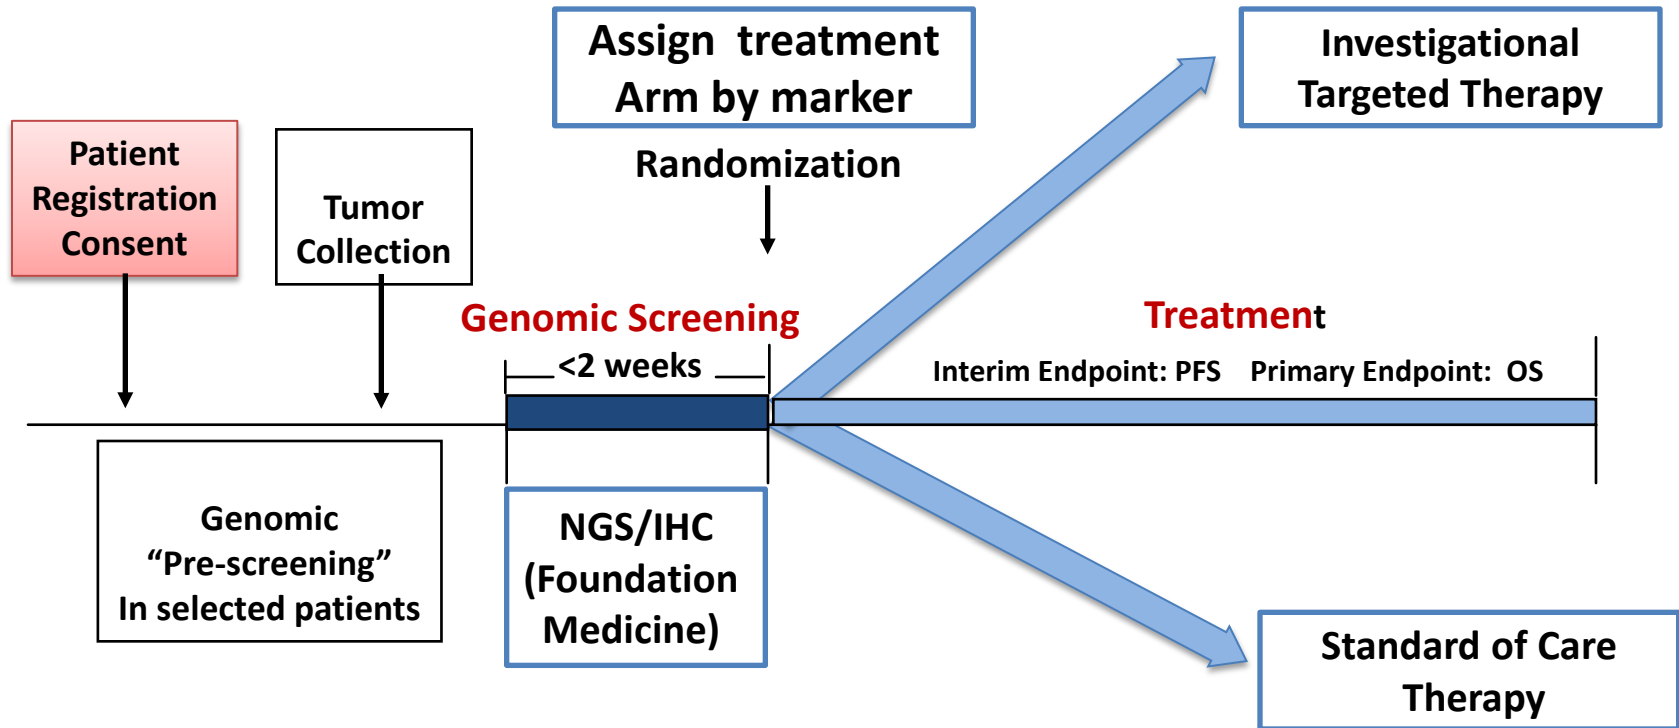 Assign treatment
Arm by marker
Investigational
Targeted Therapy
Patient
Registration
Consent
Tumor
Collection
Randomization
Genomic Screening
<2 weeks
Treatment
Interim Endpoint: PFS Primary Endpoint: OS
Genomic
“Pre-screening”
In selected patients
NGS/IHC
(Foundation
Medicine)
Standard of Care
Therapy